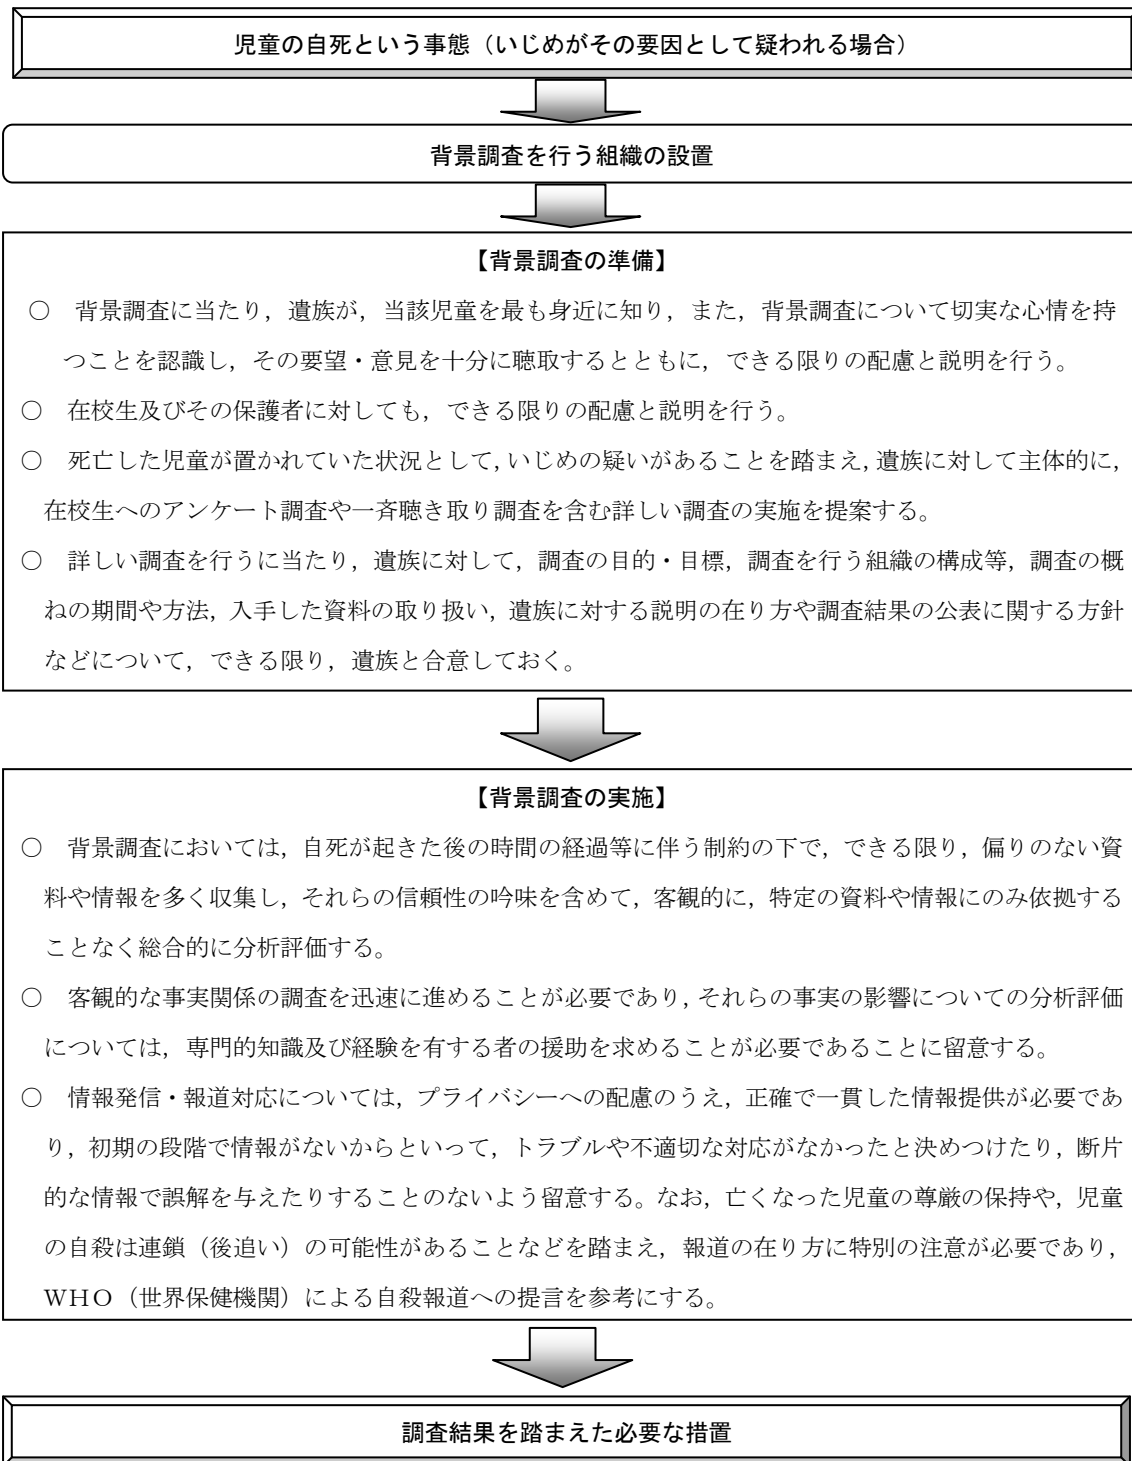 児童の自死という事態（いじめがその要因として疑われる場合）
背景調査を行う組織の設置
【背景調査の準備】
○　背景調査に当たり，遺族が，当該児童を最も身近に知り，また，背景調査について切実な心情を持
つことを認識し，その要望・意見を十分に聴取するとともに，できる限りの配慮と説明を行う。
○　在校生及びその保護者に対しても，できる限りの配慮と説明を行う。
○　死亡した児童が置かれていた状況として，いじめの疑いがあることを踏まえ，遺族に対して主体的に，
在校生へのアンケート調査や一斉聴き取り調査を含む詳しい調査の実施を提案する。
○　詳しい調査を行うに当たり，遺族に対して，調査の目的・目標，調査を行う組織の構成等，調査の概
ねの期間や方法，入手した資料の取り扱い，遺族に対する説明の在り方や調査結果の公表に関する方針
などについて，できる限り，遺族と合意しておく。
【背景調査の実施】
○　背景調査においては，自死が起きた後の時間の経過等に伴う制約の下で，できる限り，偏りのない資
料や情報を多く収集し，それらの信頼性の吟味を含めて，客観的に，特定の資料や情報にのみ依拠する
ことなく総合的に分析評価する。
○　客観的な事実関係の調査を迅速に進めることが必要であり，それらの事実の影響についての分析評価
については，専門的知識及び経験を有する者の援助を求めることが必要であることに留意する。
○　情報発信・報道対応については，プライバシーへの配慮のうえ，正確で一貫した情報提供が必要であ
り，初期の段階で情報がないからといって，トラブルや不適切な対応がなかったと決めつけたり，断片
的な情報で誤解を与えたりすることのないよう留意する。なお，亡くなった児童の尊厳の保持や，児童
の自殺は連鎖（後追い）の可能性があることなどを踏まえ，報道の在り方に特別の注意が必要であり，
ＷＨＯ（世界保健機関）による自殺報道への提言を参考にする。
調査結果を踏まえた必要な措置